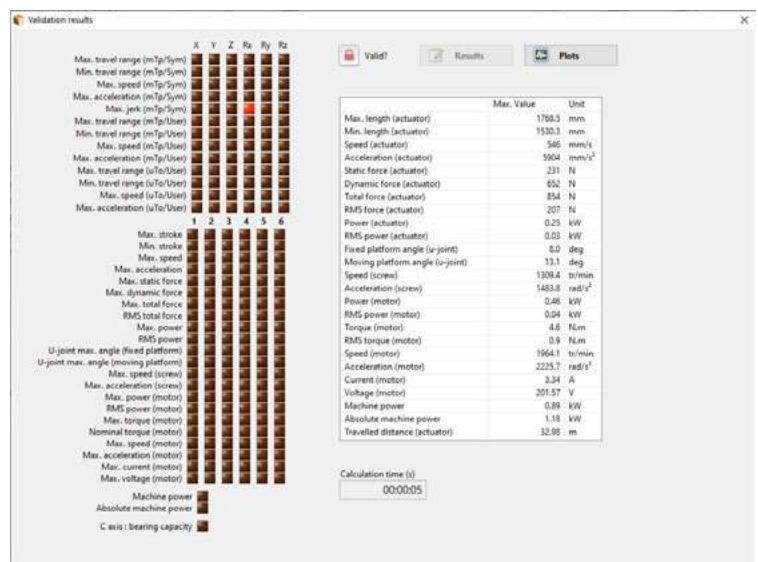 Validation results
X Y Z Rx Ry Rz
Max. travel range (mTp/Sym)
Min. travel range (mTp/Sym)
Max. speed (mTp/Sym)
Max. acceleration (mTp/Sym)
Max. jerk (mTp/Sym)
Max. travel range (mTp/User)
Min. travel range (mTp/User)
Max. speed (mTp/User)
Max. acceleration (mTp/User)
Max. travel range (uTo/User)
Min. travel range (uTo/User)
Max. speed (uTo/User)
Max. acceleration (uTo/User)
1 2 3 4 5 6
Max. stroke
Min. stroke
Max. speed
Max. acceleration
Max. static force
Max. dynamic force
Max. total force
RMS total force
Max. power
RMS power
U-joint max. angle (fixed platform)
U-joint max. angle (moving platform)
Max. speed (screw)
Max. acceleration (screw)
Max. power (motor)
RMS power (motor)
Max. torque (motor)
Nominal torque (motor)
Max. speed (motor)
Max. acceleration (motor)
Max. current (motor)
Max. voltage (motor)
Machine power
Absolute machine power
C axis : bearing capacity
Valid? Results Plots
Max. Value Unit
Max. length (actuator) 1768.5 mm
Min. length (actuator) 1530.3 mm
Speed (actuator) 546 mm/s
Acceleration (actuator) 5904 mm/s²
Static force (actuator) 231 N
Dynamic force (actuator) 652 N
Total force (actuator) 854 N
RMS force (actuator) 207 N
Power (actuator) 0.25 kW
RMS power (actuator) 0.03 kW
Fixed platform angle (u-joint) 8.0 deg
Moving platform angle (u-joint) 13.1 deg
Speed (screw) 1309.4 tr/min
Acceleration (screw) 1483.8 rad/s²
Power (motor) 0.46 kW
RMS power (motor) 0.04 kW
Torque (motor) 4.6 N.m
RMS torque (motor) 0.9 N.m
Speed (motor) 1964.1 tr/min
Acceleration (motor) 2225.7 rad/s²
Current (motor) 3.34 A
Voltage (motor) 201.57 V
Machine power 0.89 kW
Absolute machine power 1.18 kW
Travelled distance (actuator) 32.98 m
Calculation time (s)
00:00:05